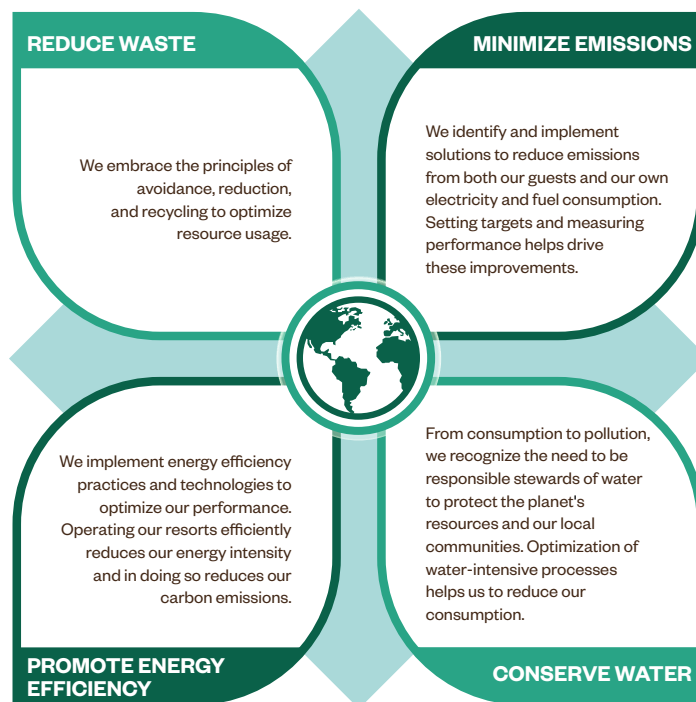 REDUCE WASTE
We embrace the principles of
avoidance, reduction,
and recycling to optimize
resource usage.
MINIMIZE EMISSIONS
We identify and implement
solutions to reduce emissions
from both our guests and our own
electricity and fuel consumption.
Setting targets and measuring
performance helps drive
these improvements.
We implement energy efficiency
practices and technologies to
optimize our performance.
Operating our resorts efficiently
reduces our energy intensity
and in doing so reduces our
carbon emissions.
PROMOTE ENERGY
EFFICIENCY
From consumption to pollution,
we recognize the need to be
responsible stewards of water
to protect the planet's
resources and our local
communities. Optimization of
water-intensive processes
helps us to reduce our
consumption.
CONSERVE WATER